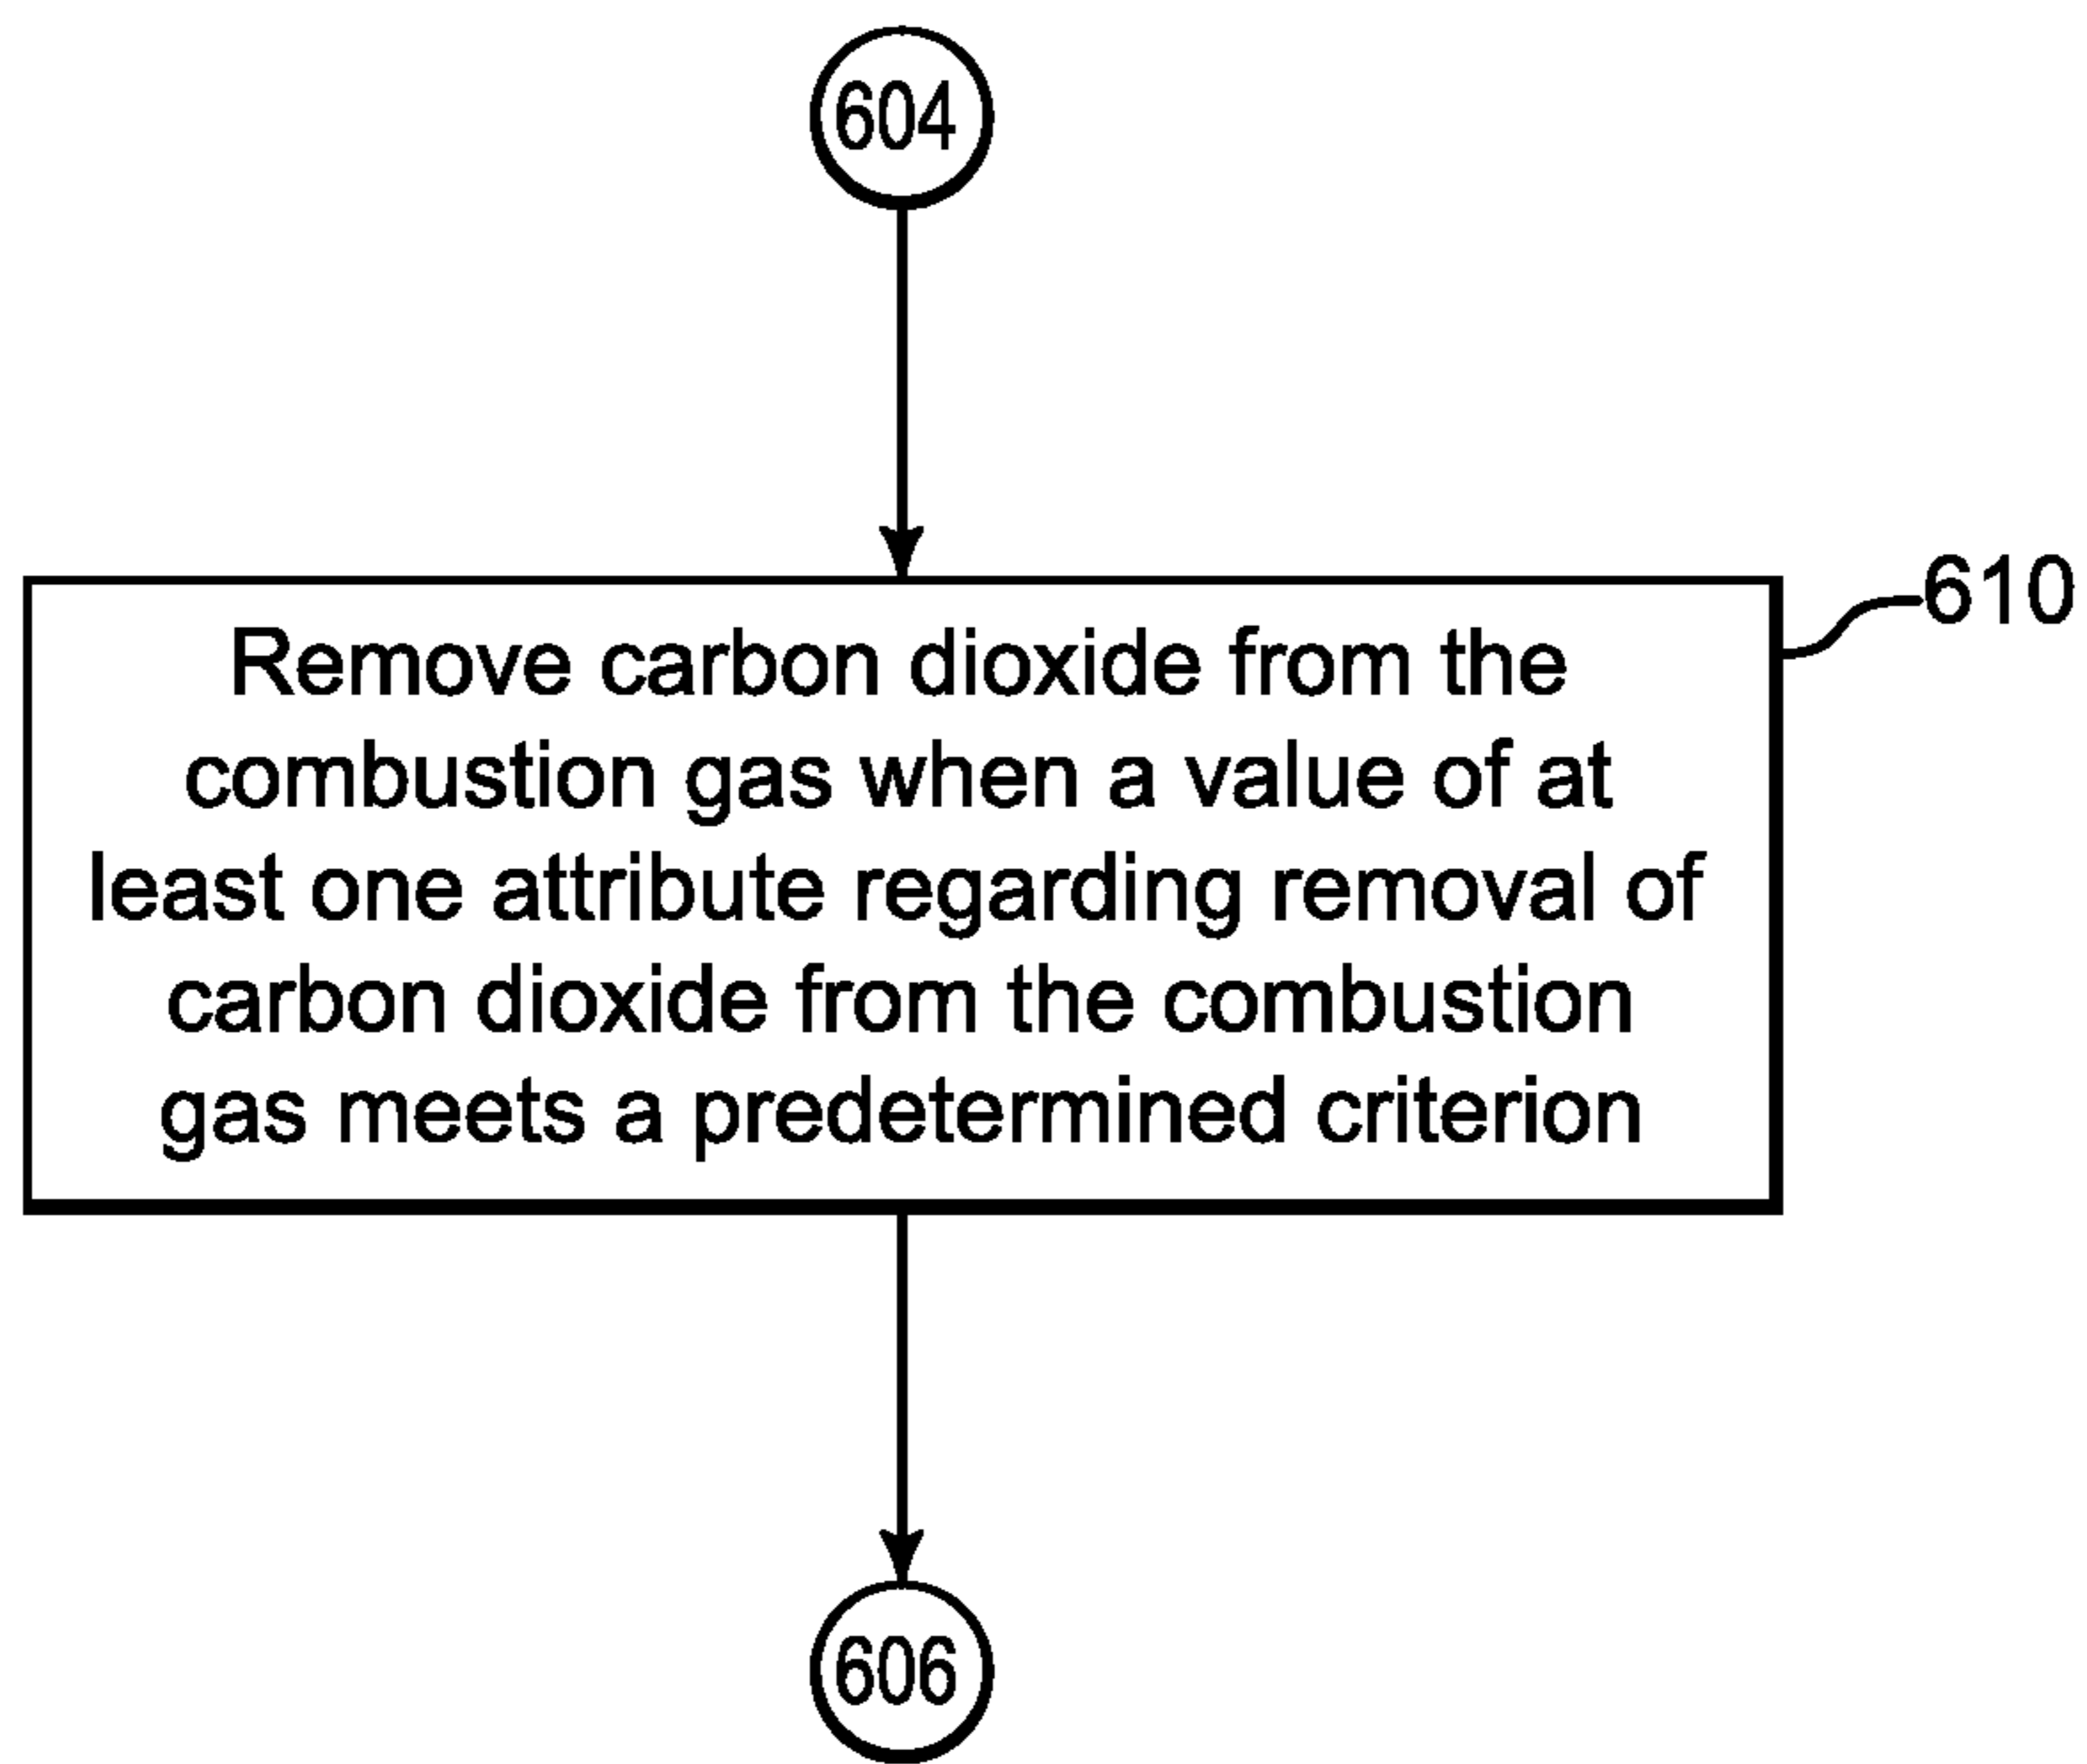 604
610
Remove carbon dioxide from the
combustion gas when a value of at
least one attribute regarding removal of
carbon dioxide from the combustion
gas meets a predetermined criterion
606